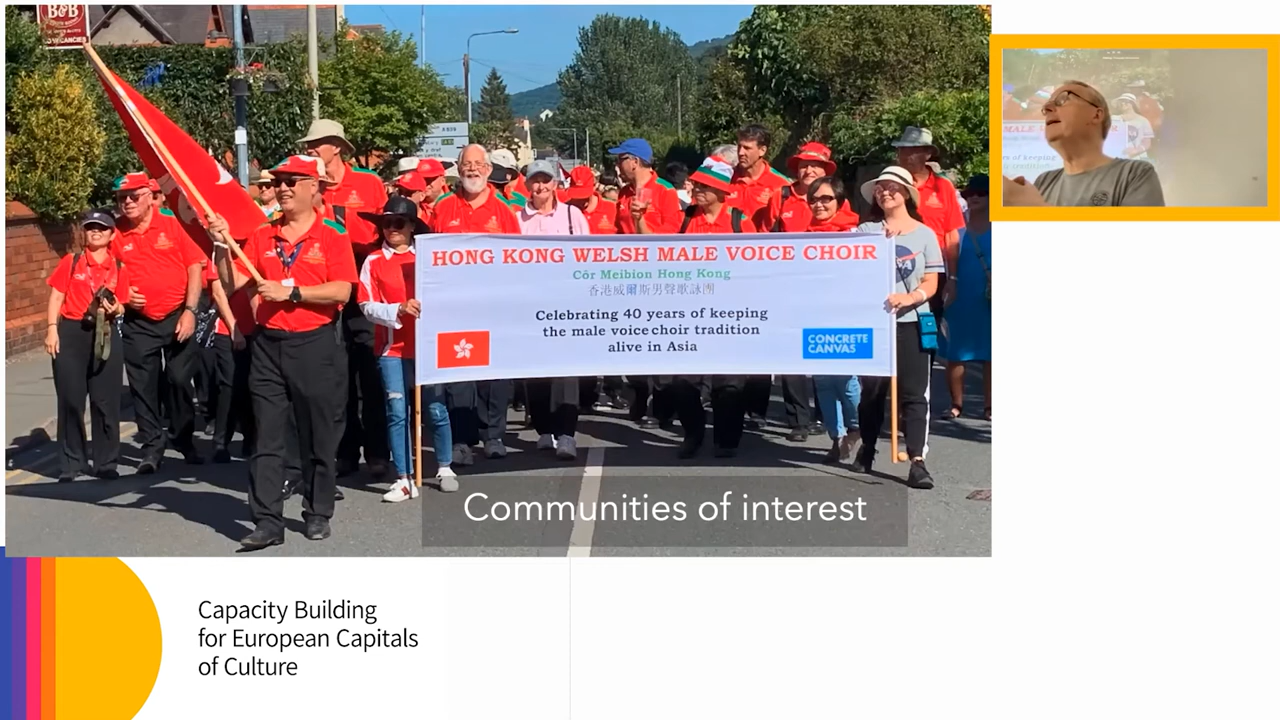 B&B
VACANCIES
HONG KONG WELSH MALE VOICE CHOIR
Côr Meibion Hong Kong
香港威爾斯男聲歌詠團
Celebrating 40 years of keeping
the male voice choir tradition
alive in Asia
CONCRETE
CANVAS
Communities of interest
Capacity Building
for European Capitals
of Culture